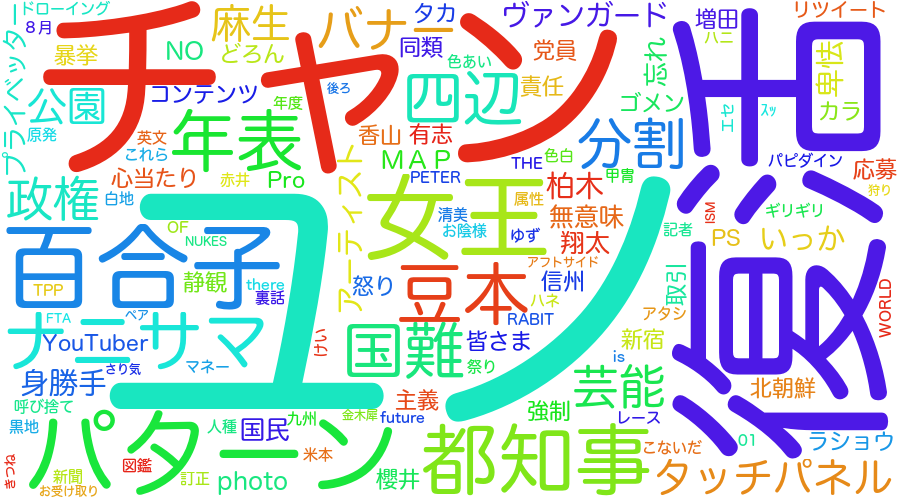 ドローイング
8月
プライベッター
暴挙
NO
麻生
どろん
バナー
タカ
同類
ヴァンガード
党員
増田
リツイート
ハニ
忘れ
卑怯
カラ
エセ
ｽｯ
チャン
色あい
責任
ゴメン
後ろ
四辺
公園
コンテンツ
年度
年表
原発
英文
これら
香山
有志
MAP
THE
分割
パピダイン
応募
狩り
復活
心当たり
赤井
Pro
アーティスト
PETER
色白
甲冑
柏木
属性
政権
白地
女王
清美
お陰様
ゆず
無意味
ISM
記者
ギリギリ
PS
いっか
OF
NUKES
百合子
静観
翔太
アフトサイド
TPP
there
裏話
怒り
豆本
ハネ
信州
取引
アタシ
WORLD
ユノ
ナニサマ
FTA
ペア
けい
RABIT
YouTuber
さり気
マネー
国難
皆さま
祭り
is
新宿
身勝手
芸能
北朝鮮
呼び捨て
主義
強制
レース
黒地
人種
国民
九州
金木犀
future
こないだ
01
ラショウ
パターン
都知事
きつね
新聞
お受け取り
図鑑
訂正
米本
photo
櫻井
タッチパネル